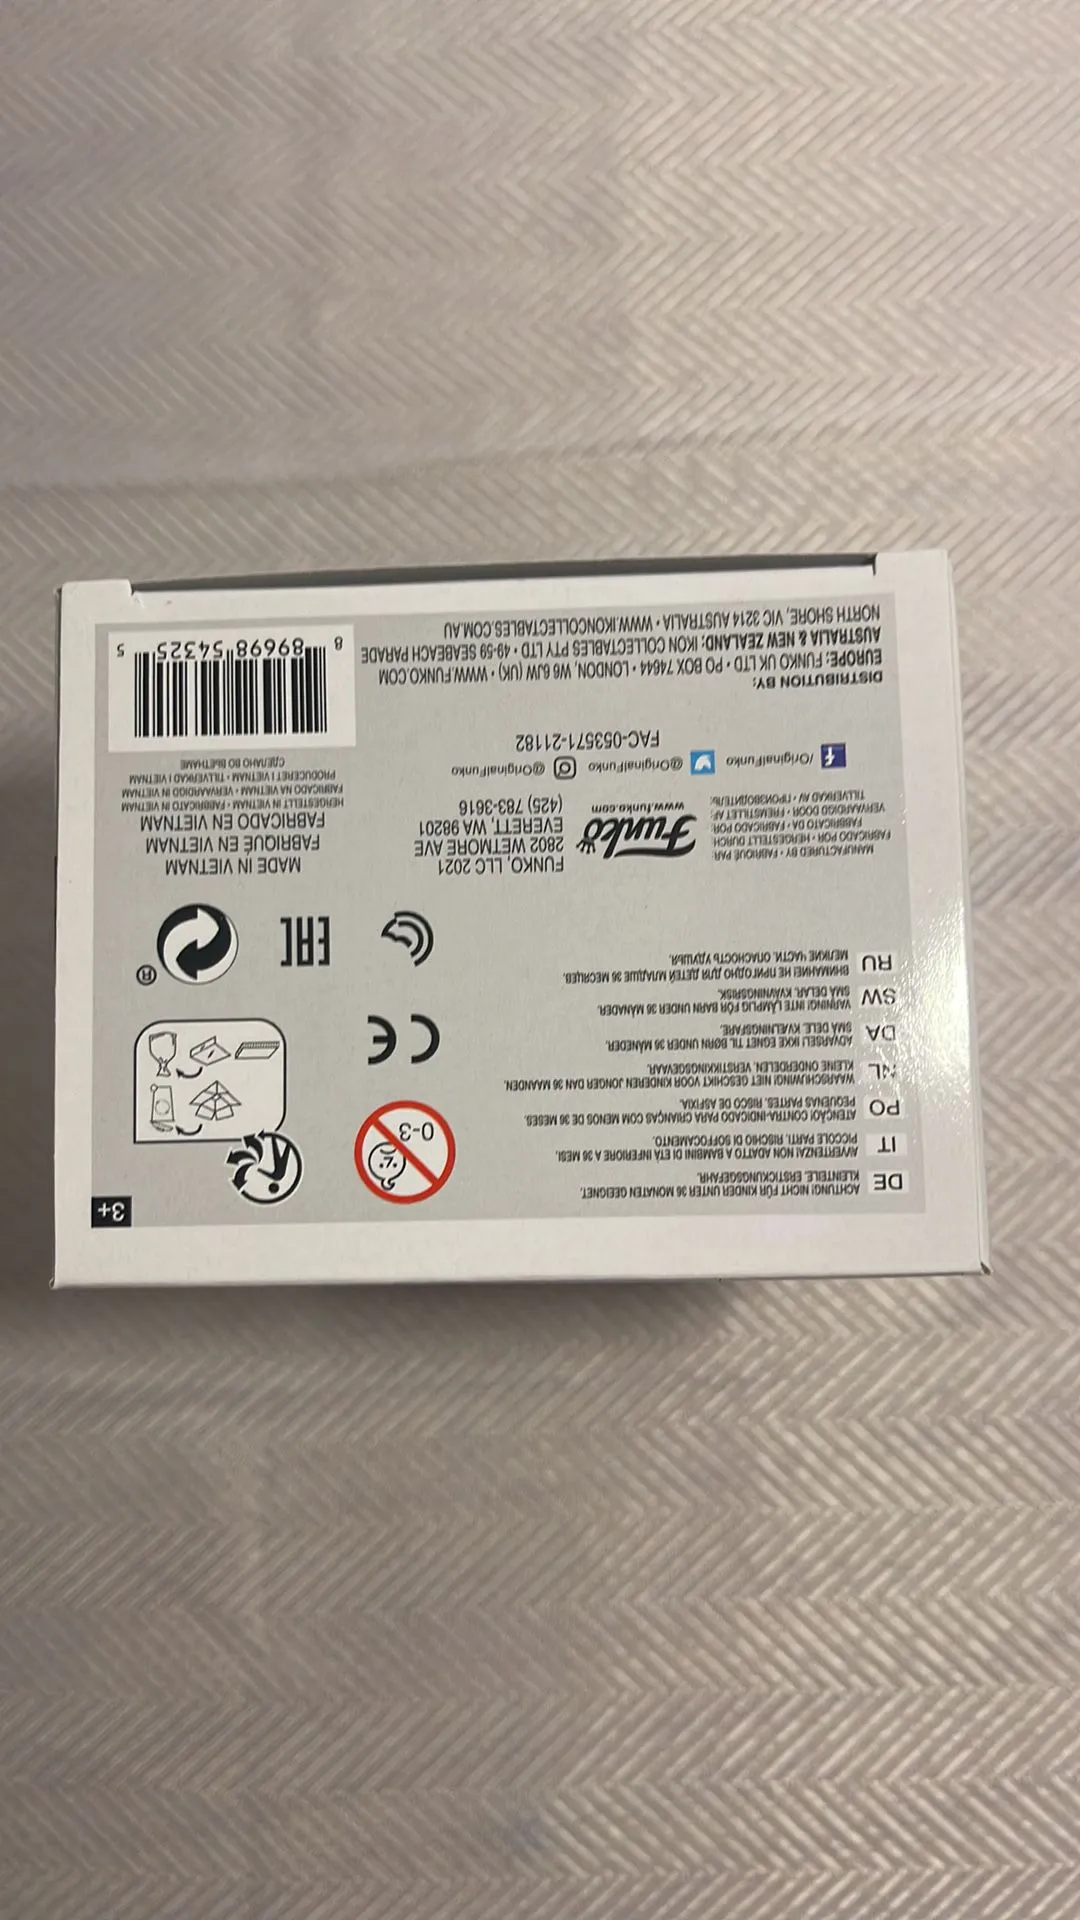 3+
DE ACHTUNG! NICHT FÜR KINDER UNTER 36 MONATEN GEEIGNET.
KLEINTEILE. ERSTICKUNGSGEFAHR.
IT AVVERTENZA! NON ADATTO A BAMBINI DI ETÀ INFERIORE A 36 MESI.
PICCOLE PARTI. RISCHIO DI SOFFOCAMENTO.
PO ATENÇÃO! CONTRA-INDICADO PARA CRIANÇAS COM MENOS DE 36 MESES.
PEQUENAS PARTES. RISCO DE ASFIXIA.
NL WAARSCHUWING! NIET GESCHIKT VOOR KINDEREN JONGER DAN 36 MAANDEN.
KLEINE ONDERDELEN. VERSTIKKINGSGEVAAR.
DA ADVARSEL! IKKE EGNET TIL BØRN UNDER 36 MÅNEDER.
SMÅ DELE. KVÆLNINGSFARE.
SW VARNING! INTE LÄMPLIG FÖR BARN UNDER 36 MÅNADER.
SMÅ DELAR. KVÄVNINGSRISK.
RU ВНИМАНИЕ! НЕ ПРИГОДНО ДЛЯ ДЕТЕЙ МЛАДШЕ 36 МЕСЯЦЕВ.
МЕЛКИЕ ЧАСТИ. ОПАСНОСТЬ УДУШЬЯ.
0-3
CE
EAC
®
MANUFACTURED BY • FABRIQUÉ PAR:
FABRICADO POR • HERGESTELLT DURCH:
FABBRICATO DA • FABRICADO POR:
VERVAARDIGD DOOR • FREMSTILLET AF:
TILLVERKAD AV • ПРОИЗВОДИТЕЛЬ:
Funko
www.funko.com
FUNKO, LLC 2021
2802 WETMORE AVE
EVERETT, WA 98201
(425) 783-3616
MADE IN VIETNAM
FABRIQUÉ EN VIETNAM
FABRICADO EN VIETNAM
HERGESTELLT IN VIETNAM • FABBRICATO IN VIETNAM
FABRICADO NA VIETNAM • VERVAARDIGD IN VIETNAM
PRODUCERET I VIETNAM • TILLVERKAD I VIETNAM
СДЕЛАНО ВО ВЬЕТНАМЕ
/OriginalFunko @OriginalFunko @OriginalFunko
FAC-053571-21182
DISTRIBUTION BY:
EUROPE: FUNKO UK LTD • PO BOX 74644 • LONDON, W6 6JW (UK) • WWW.FUNKO.COM
AUSTRALIA & NEW ZEALAND: IKON COLLECTABLES PTY LTD • 49-59 SEABEACH PARADE
NORTH SHORE, VIC 3214 AUSTRALIA • WWW.IKONCOLLECTABLES.COM.AU
8 89698 54325 5